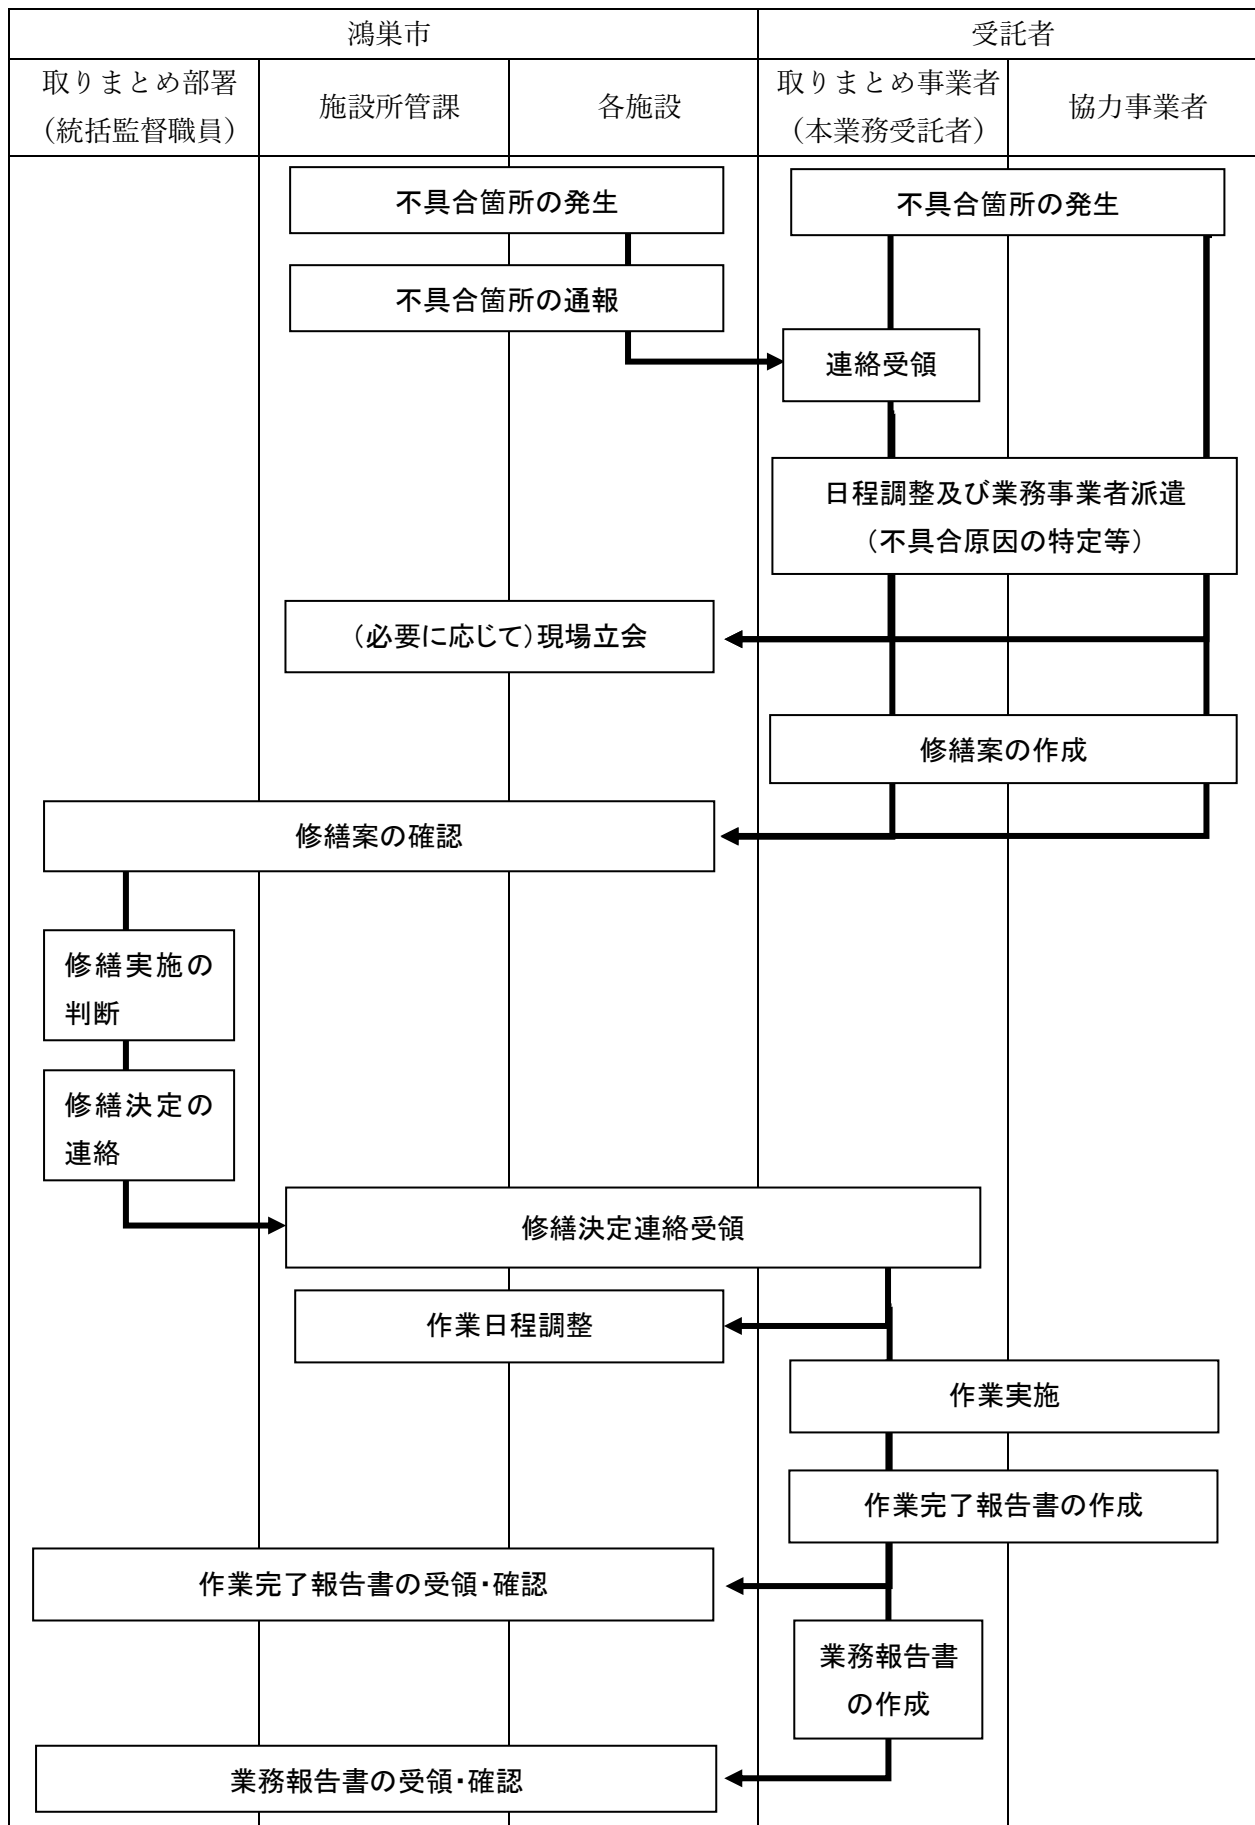 鴻巣市
受託者
取りまとめ部署
（統括監督職員）
施設所管課
各施設
取りまとめ事業者
（本業務受託者）
協力事業者
不具合箇所の発生
不具合箇所の発生
不具合箇所の通報
連絡受領
日程調整及び業務事業者派遣
（不具合原因の特定等）
（必要に応じて）現場立会
修繕案の作成
修繕案の確認
修繕実施の
判断
修繕決定の
連絡
修繕決定連絡受領
作業日程調整
作業実施
作業完了報告書の作成
作業完了報告書の受領・確認
業務報告書
の作成
業務報告書の受領・確認